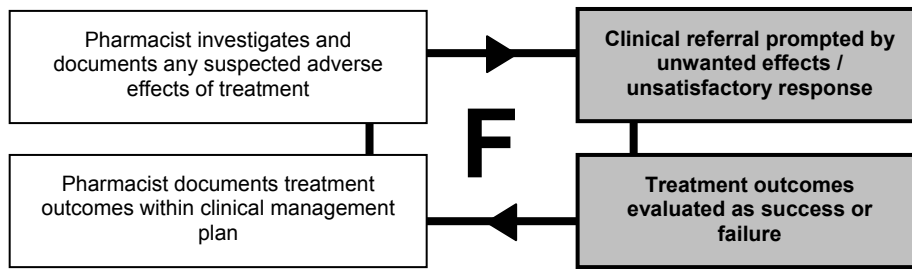 Pharmacist investigates and
documents any suspected adverse
effects of treatment
Clinical referral prompted by
unwanted effects /
unsatisfactory response
F
Pharmacist documents treatment
outcomes within clinical management
plan
Treatment outcomes
evaluated as success or
failure